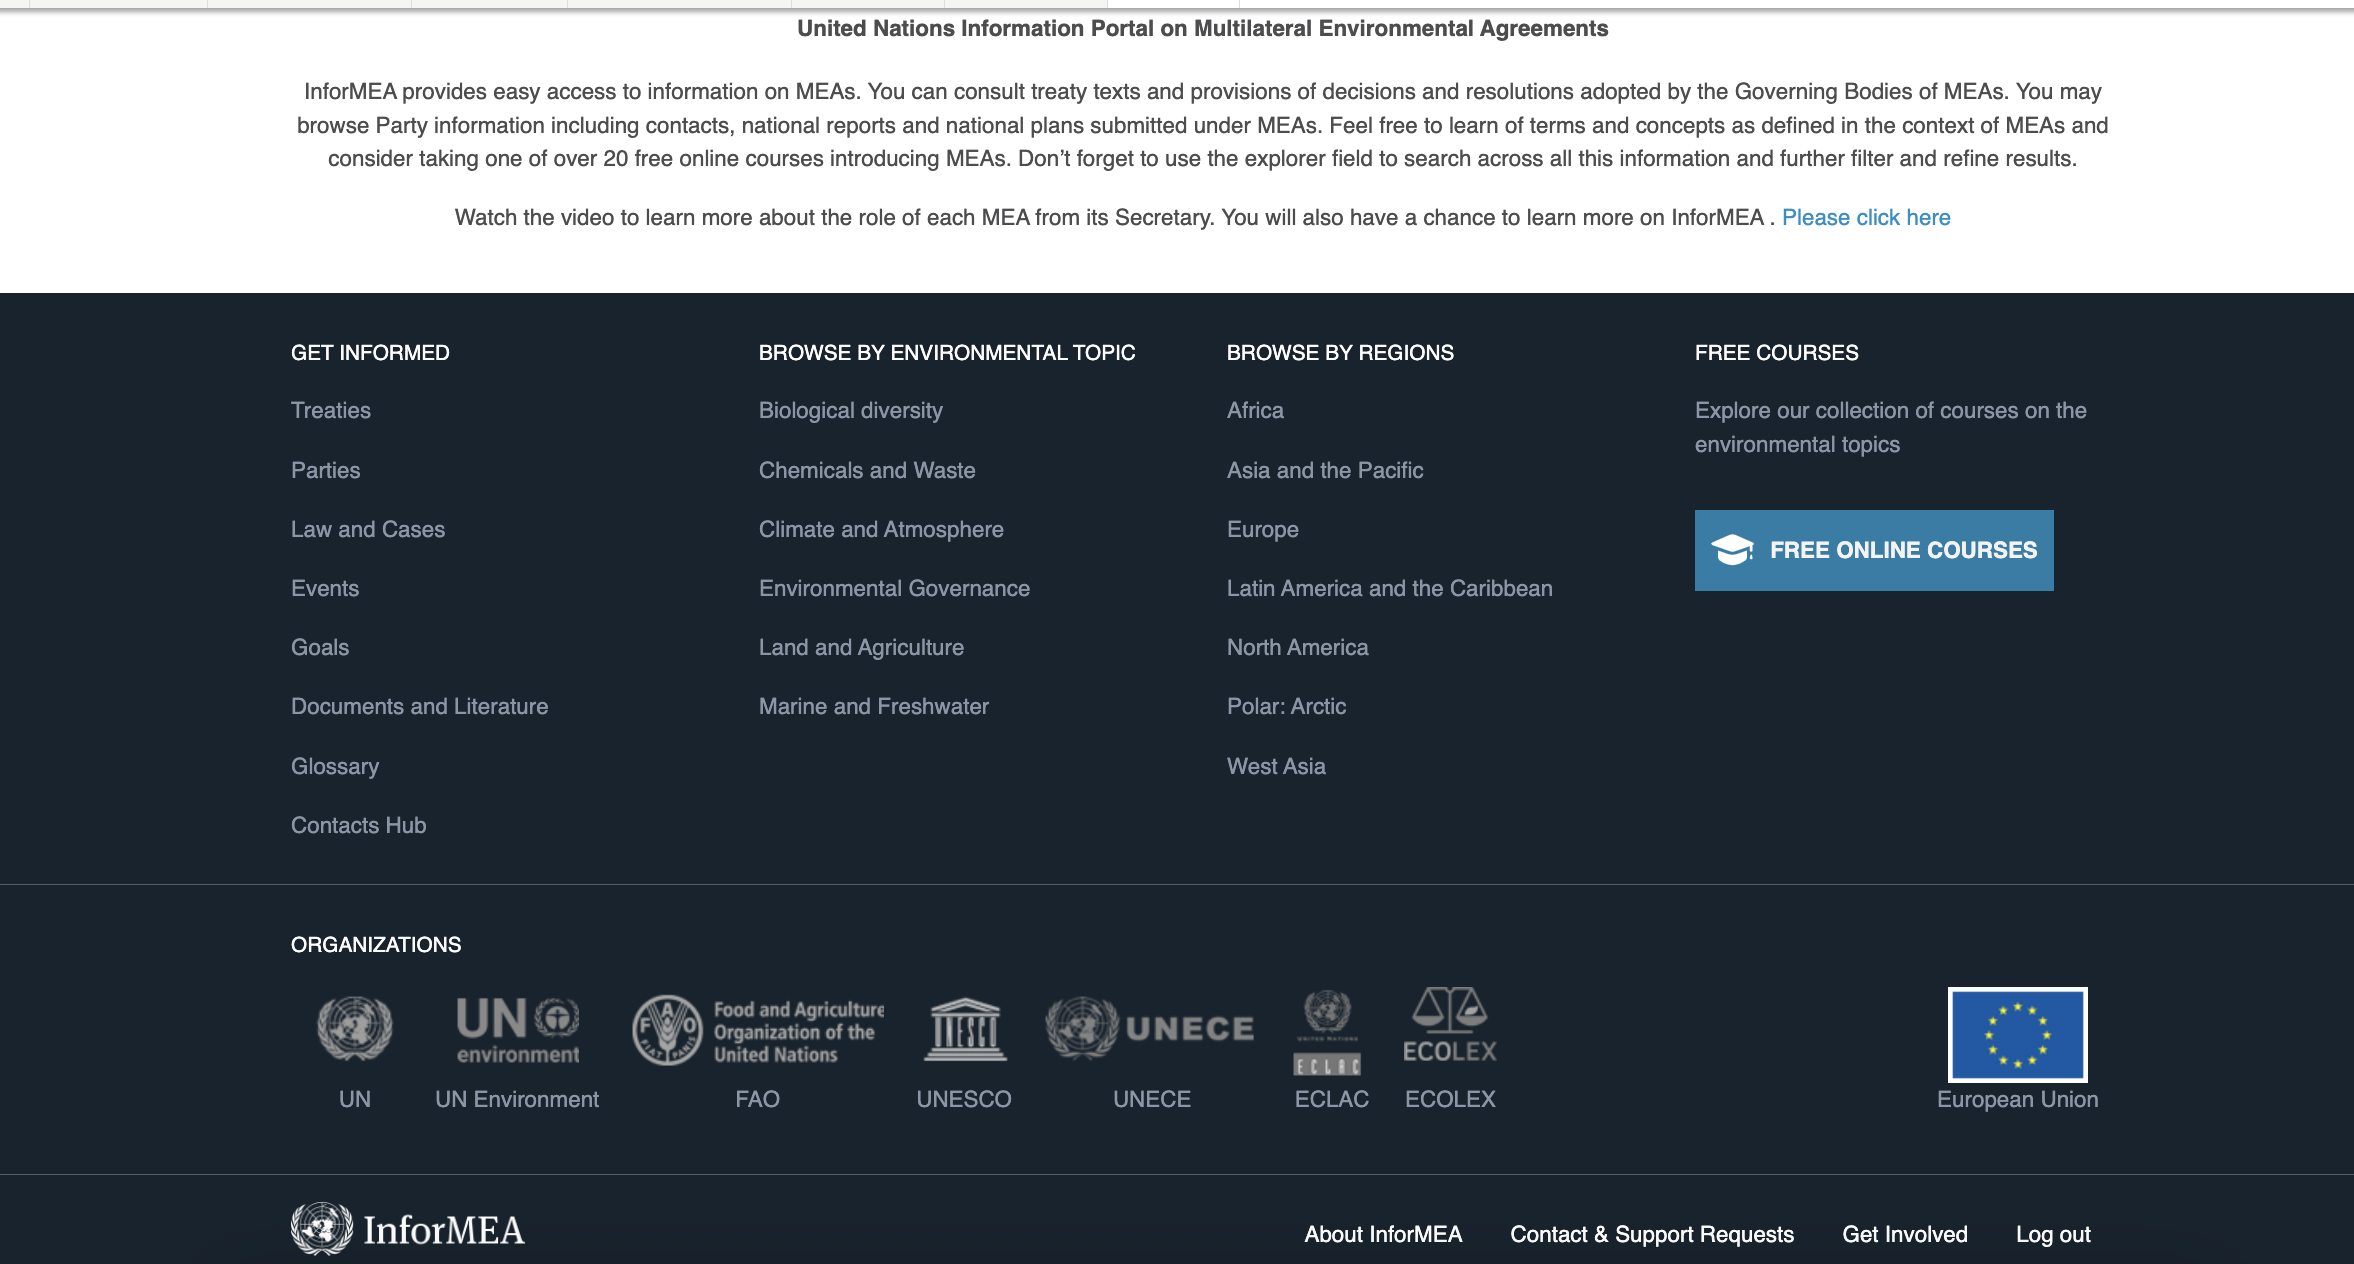 United Nations Information Portal on Multilateral Environmental Agreements
InforMEA provides easy access to information on MEAs. You can consult treaty texts and provisions of decisions and resolutions adopted by the Governing Bodies of MEAs. You may
browse Party information including contacts, national reports and national plans submitted under MEAs. Feel free to learn of terms and concepts as defined in the context of MEAs and
consider taking one of over 20 free online courses introducing MEAs. Don’t forget to use the explorer field to search across all this information and further filter and refine results.
Watch the video to learn more about the role of each MEA from its Secretary. You will also have a chance to learn more on InforMEA . Please click here
GET INFORMED
Treaties
Parties
Law and Cases
Events
Goals
Documents and Literature
Glossary
Contacts Hub
BROWSE BY ENVIRONMENTAL TOPIC
Biological diversity
Chemicals and Waste
Climate and Atmosphere
Environmental Governance
Land and Agriculture
Marine and Freshwater
BROWSE BY REGIONS
Africa
Asia and the Pacific
Europe
Latin America and the Caribbean
North America
Polar: Arctic
West Asia
FREE COURSES
Explore our collection of courses on the
environmental topics
FREE ONLINE COURSES
ORGANIZATIONS
UN
UN
environment
UN Environment
FAO
FIAT PANIS
Food and Agriculture
Organization of the
United Nations
FAO
UNESCO
UNESCO
UNECE
UNECE
UNITED NATIONS
ECLAC
ECLAC
ECOLEX
ECOLEX
European Union
InforMEA
About InforMEA
Contact & Support Requests
Get Involved
Log out